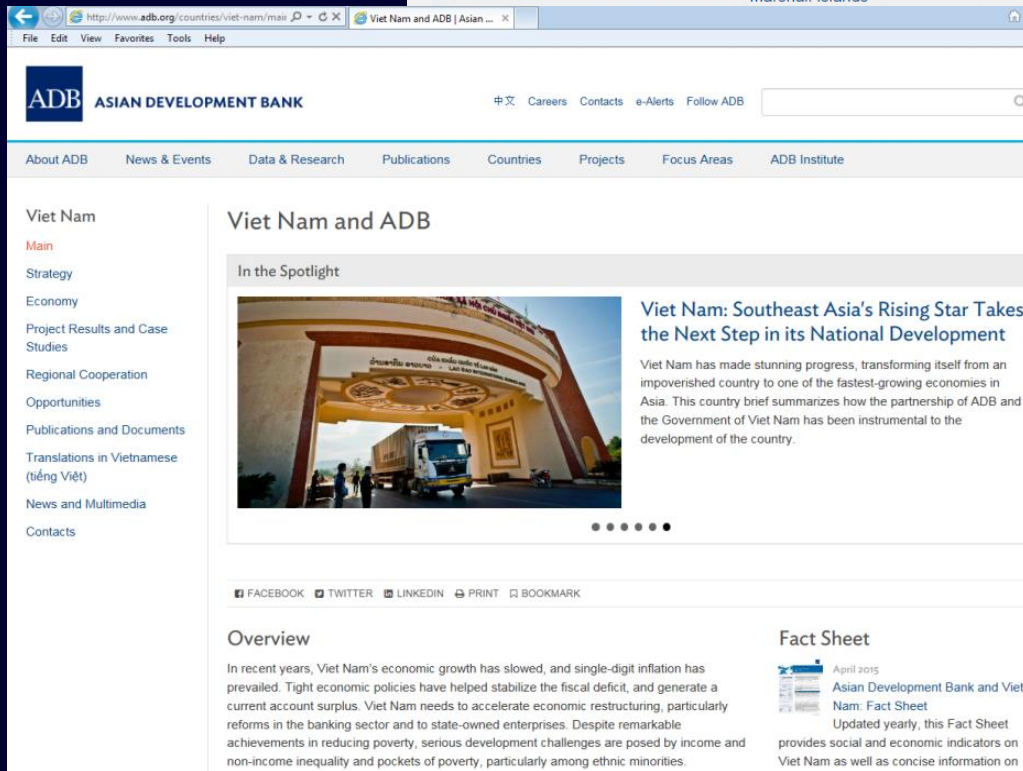 Marshall Islands
http://www.adb.org/countries/viet-nam/main
Viet Nam and ADB | Asian ...
File Edit View Favorites Tools Help
ADB ASIAN DEVELOPMENT BANK
中文 Careers Contacts e-Alerts Follow ADB
About ADB News & Events Data & Research Publications Countries Projects Focus Areas ADB Institute
Viet Nam
Main
Strategy
Economy
Project Results and Case
Studies
Regional Cooperation
Opportunities
Publications and Documents
Translations in Vietnamese
(tiếng Việt)
News and Multimedia
Contacts
Viet Nam and ADB
In the Spotlight
CỬA KHẨU QUỐC TẾ LAO BẢO
LAO BAO INTERNATIONAL
Viet Nam: Southeast Asia's Rising Star Takes
the Next Step in its National Development
Viet Nam has made stunning progress, transforming itself from an
impoverished country to one of the fastest-growing economies in
Asia. This country brief summarizes how the partnership of ADB and
the Government of Viet Nam has been instrumental to the
development of the country.
FACEBOOK TWITTER LINKEDIN PRINT BOOKMARK
Overview
In recent years, Viet Nam's economic growth has slowed, and single-digit inflation has
prevailed. Tight economic policies have helped stabilize the fiscal deficit, and generate a
current account surplus. Viet Nam needs to accelerate economic restructuring, particularly
reforms in the banking sector and to state-owned enterprises. Despite remarkable
achievements in reducing poverty, serious development challenges are posed by income and
non-income inequality and pockets of poverty, particularly among ethnic minorities.
Fact Sheet
April 2015
Asian Development Bank and Viet
Nam: Fact Sheet
Updated yearly, this Fact Sheet
provides social and economic indicators on
Viet Nam as well as concise information on